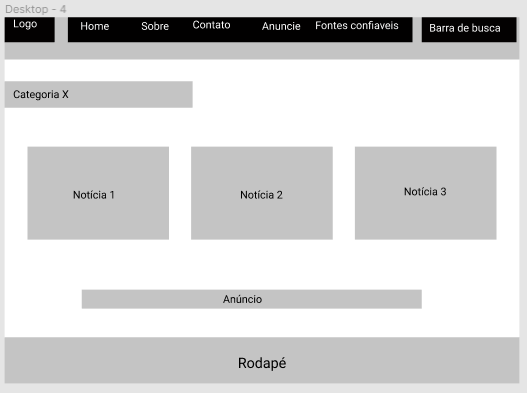 Desktop - 4
Logo
Home Sobre Contato Anuncie Fontes confiaveis Barra de busca
Categoria X
Notícia 1 Notícia 2 Notícia 3
Anúncio
Rodapé